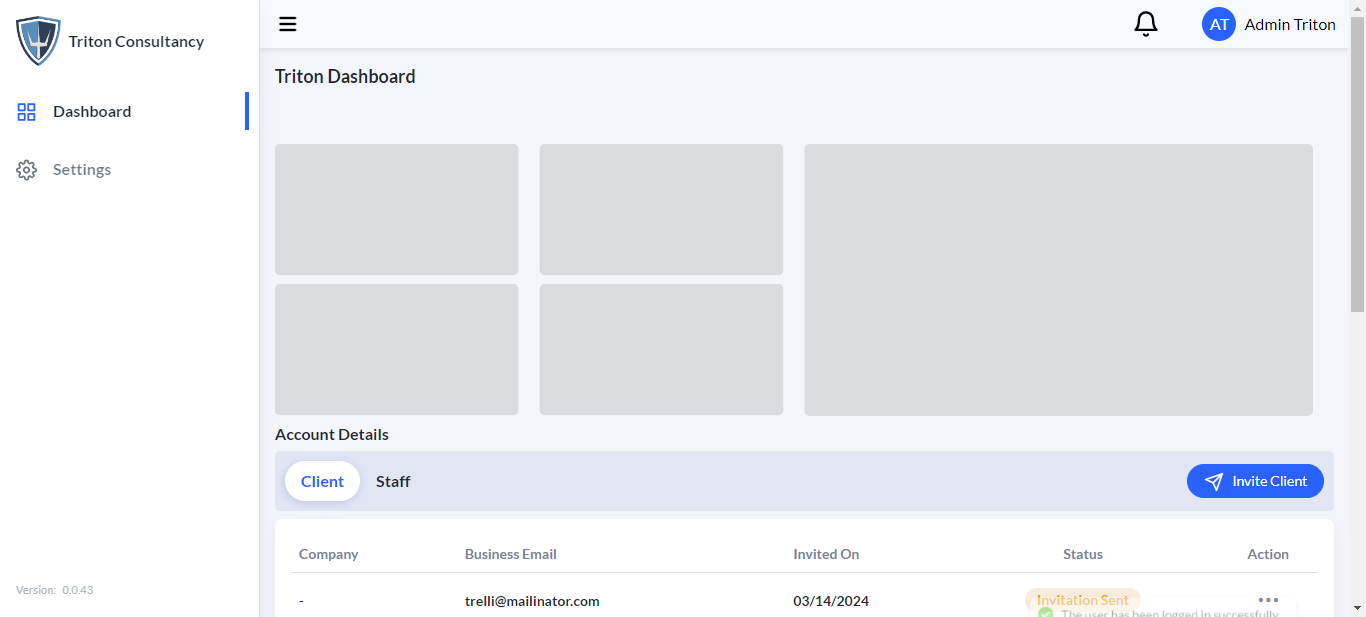 Triton Consultancy
Dashboard
Settings
Version: 0.0.43
AT Admin Triton
Triton Dashboard
Account Details
Client Staff Invite Client
Company Business Email Invited On Status Action
- trelli@mailinator.com 03/14/2024 Invitation Sent
The user has been logged in successfully